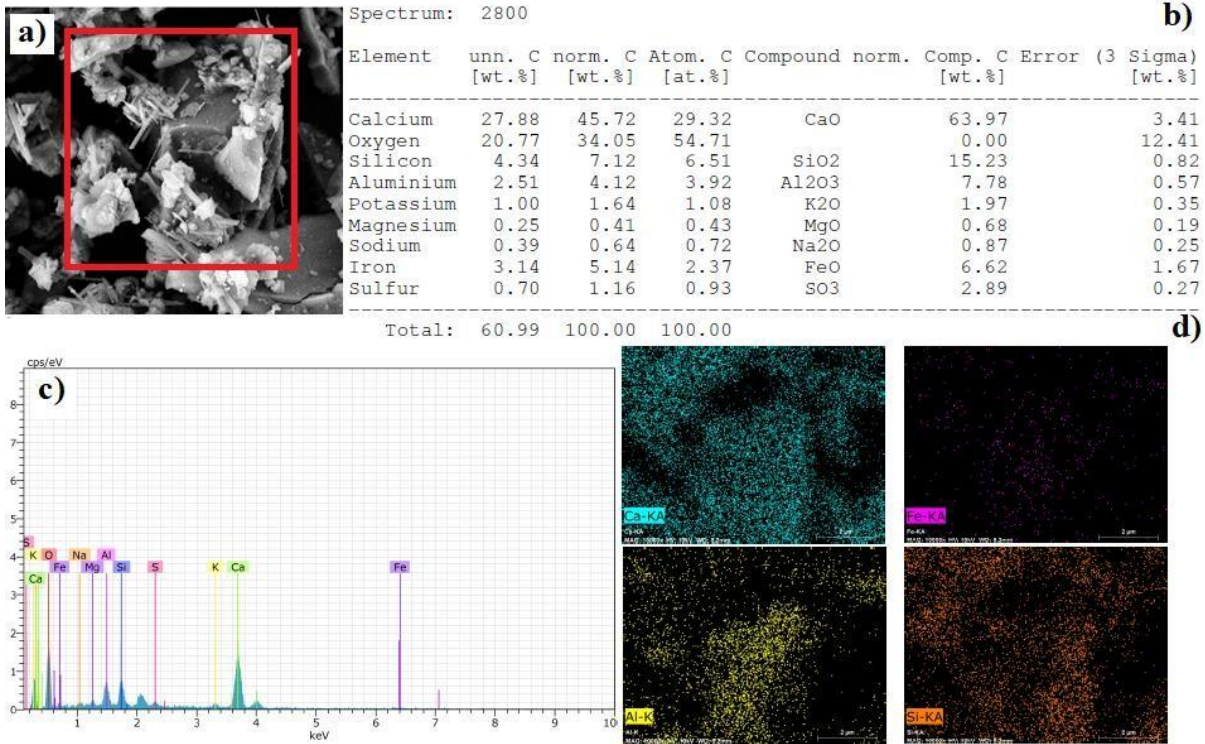 a)
Spectrum: 2800
b)
Element unn. C norm. C Atom. C Compound norm. Comp. C Error (3 Sigma)
[wt.%] [wt.%] [at.%] [wt.%] [wt.%]
Calcium 27.88 45.72 29.32 CaO 63.97 3.41
Oxygen 20.77 34.05 54.71 0.00 12.41
Silicon 4.34 7.12 6.51 SiO2 15.23 0.82
Aluminium 2.51 4.12 3.92 Al2O3 7.78 0.57
Potassium 1.00 1.64 1.08 K2O 1.97 0.35
Magnesium 0.25 0.41 0.43 MgO 0.68 0.19
Sodium 0.39 0.64 0.72 Na2O 0.87 0.25
Iron 3.14 5.14 2.37 FeO 6.62 1.67
Sulfur 0.70 1.16 0.93 SO3 2.89 0.27
Total: 60.99 100.00 100.00
c)
cps/eV
8
7
6
5
4
3
2
1
0
S
K O Na Al
Ca Fe Mg Si S K Ca Fe
1 2 3 4 5 6 7 8 9 10
keV
d)
Ca-KA
Ca-KA
2 µm
Fe-KA
Fe-KA
2 µm
Al-K
Al-K
2 µm
Si-KA
Si-KA